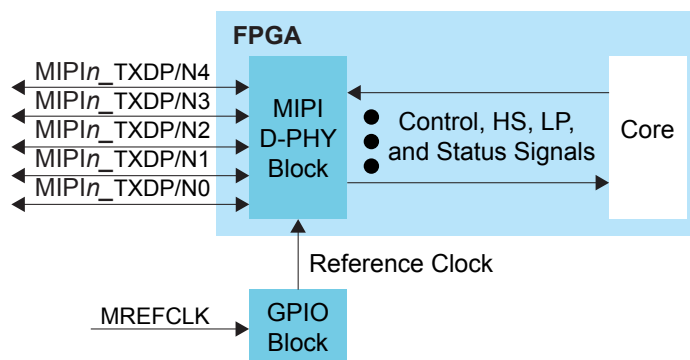 FPGA
MIPIn_TXDP/N4
MIPIn_TXDP/N3
MIPIn_TXDP/N2
MIPIn_TXDP/N1
MIPIn_TXDP/N0
MIPI
D-PHY
Block
Control, HS, LP,
and Status Signals
Core
Reference Clock
MREFCLK
GPIO
Block